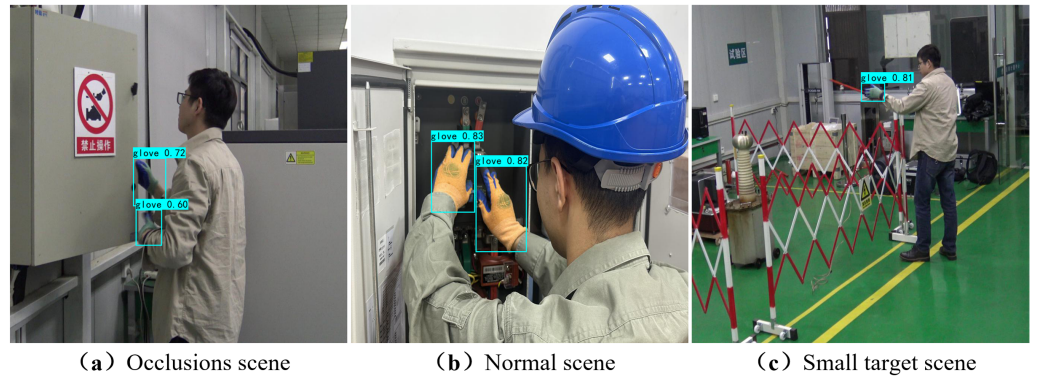 禁止操作
glove 0.72
glove 0.60
glove 0.83
glove 0.82
试验区
glove 0.81
(a) Occlusions scene
(b) Normal scene
(c) Small target scene